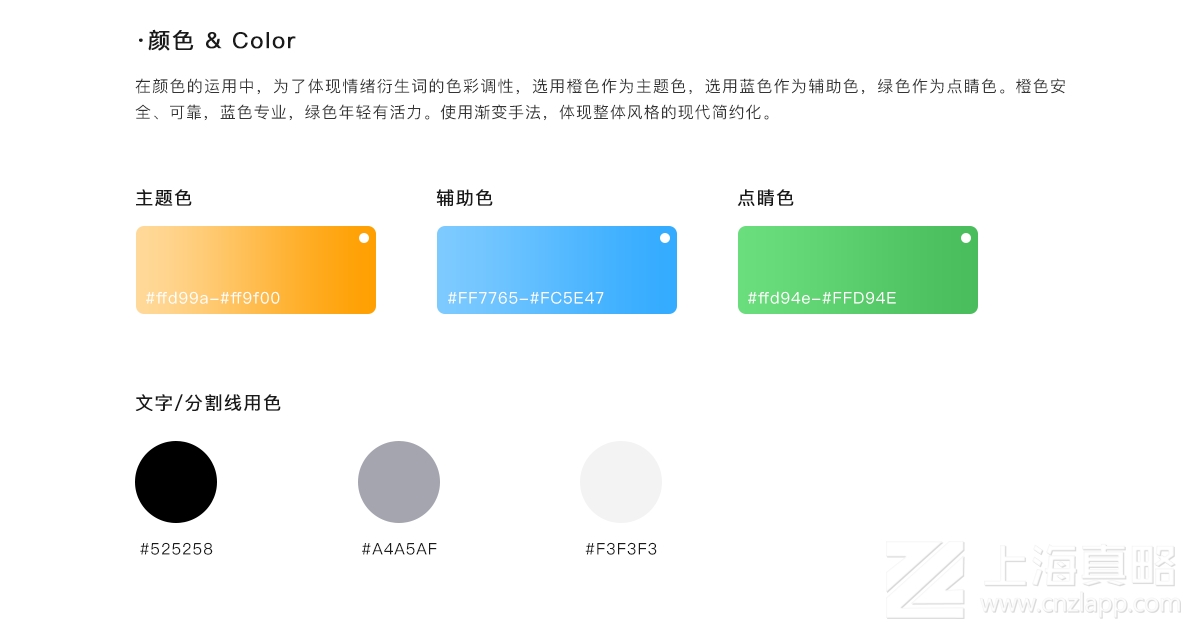 ·颜色 & Color
在颜色的运用中，为了体现情绪衍生词的色彩调性，选用橙色作为主题色，选用蓝色作为辅助色，绿色作为点睛色。橙色安
全、可靠，蓝色专业，绿色年轻有活力。使用渐变手法，体现整体风格的现代简约化。
主题色
辅助色
点睛色
#ffd99a-#ff9f00
#FF7765-#FC5E47
#ffd94e-#FFD94E
文字/分割线用色
#525258
#A4A5AF
#F3F3F3
上海真略
www.cnzlapp.com